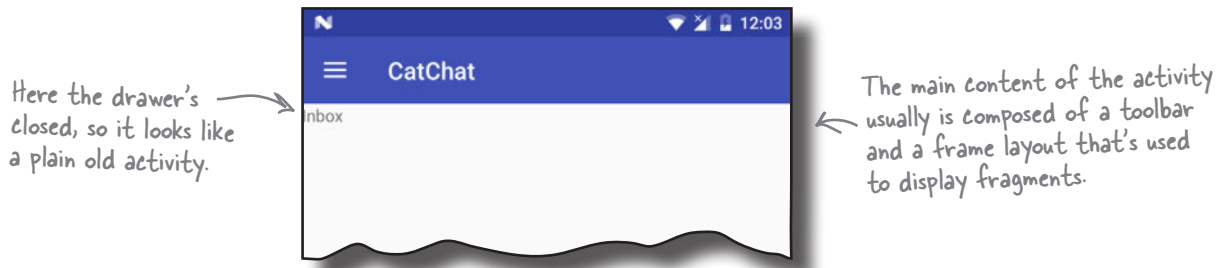 12:03
CatChat
Inbox
Here the drawer's
closed, so it looks like
a plain old activity.
The main content of the activity
usually is composed of a toolbar
and a frame layout that's used
to display fragments.